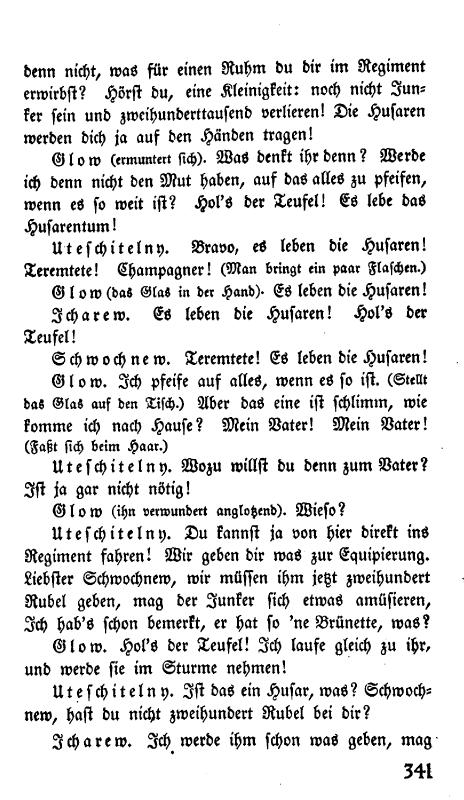 denn nicht, was für einen Ruhm du dir im Regiment
erwirbst? Hörst du, eine Kleinigkeit: noch nicht Jun-
ker sein und zweihunderttausend verlieren! Die Husaren
werden dich ja auf den Händen tragen!
Glow (ermuntert sich). Was denkt ihr denn? Werde
ich denn nicht den Mut haben, auf das alles zu pfeifen,
wenn es so weit ist? Hol's der Teufel! Es lebe das
Husarentum!
Uteschitelny. Bravo, es leben die Husaren!
Teremtete! Champagner! (Man bringt ein paar Flaschen.)
Glow (das Glas in der Hand). Es leben die Husaren!
Icharew. Es leben die Husaren! Hol's der
Teufel!
Schwochnew. Teremtete! Es leben die Husaren!
Glow. Ich pfeife auf alles, wenn es so ist. (Stellt
das Glas auf den Tisch.) Aber das eine ist schlimm, wie
komme ich nach Hause? Mein Vater! Mein Vater!
(Faßt sich beim Haar.)
Uteschitelny. Wozu willst du denn zum Vater?
Ist ja gar nicht nötig!
Glow (ihn verwundert anglotzend). Wieso?
Uteschitelny. Du kannst ja von hier direkt ins
Regiment fahren! Wir geben dir was zur Equipierung.
Liebster Schwochnew, wir müssen ihm jetzt zweihundert
Rubel geben, mag der Junker sich etwas amüsieren,
Ich hab's schon bemerkt, er hat so 'ne Brünette, was?
Glow. Hol's der Teufel! Ich laufe gleich zu ihr,
und werde sie im Sturme nehmen!
Uteschitelny. Ist das ein Husar, was? Schwoch-
new, hast du nicht zweihundert Rubel bei dir?
Icharew. Ich werde ihm schon was geben, mag
341